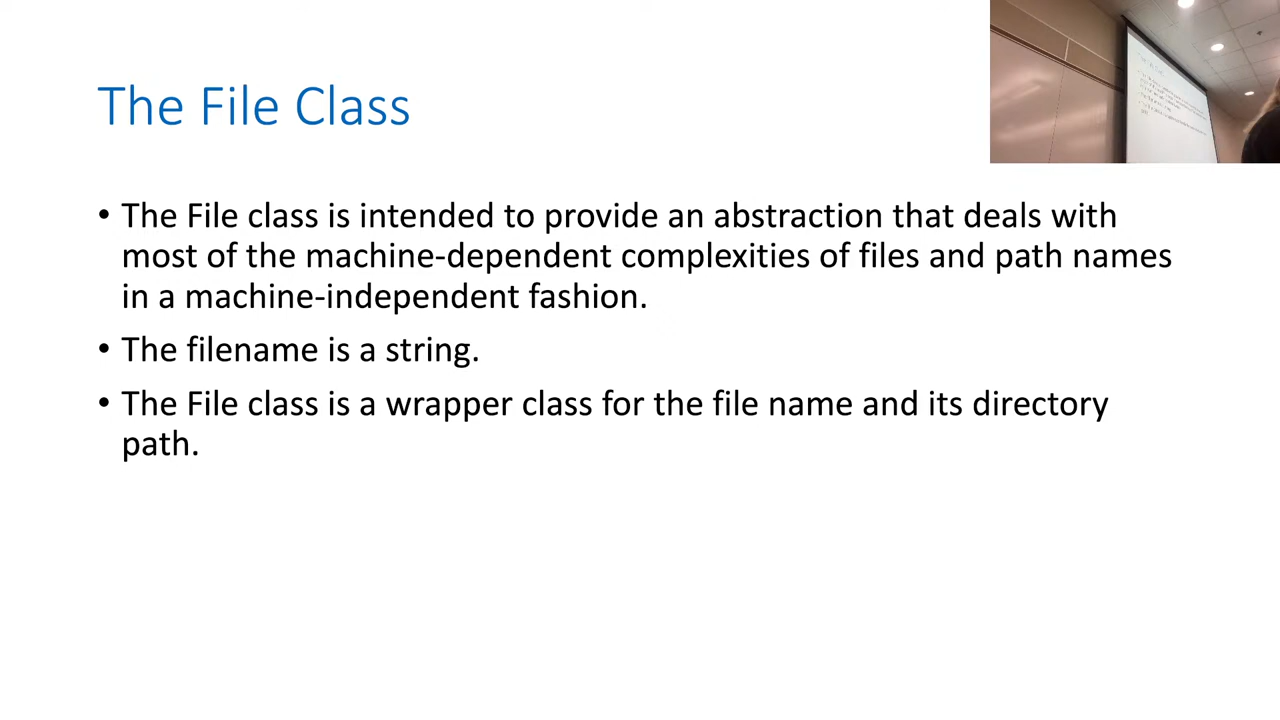 The File Class
• The File class is intended to provide an abstraction that deals with
most of the machine-dependent complexities of files and path names
in a machine-independent fashion.
• The filename is a string.
• The File class is a wrapper class for the file name and its directory
path.